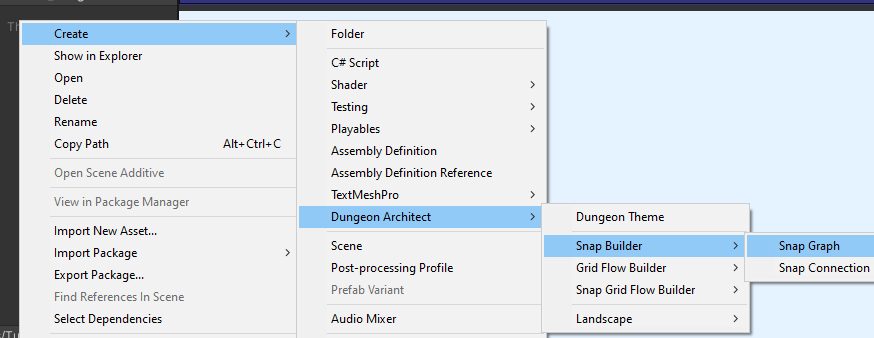 Th
Create
Show in Explorer
Open
Delete
Rename
Copy Path Alt+Ctrl+C
Open Scene Additive
View in Package Manager
Import New Asset...
Import Package
Export Package...
Find References In Scene
Select Dependencies
Folder
C# Script
Shader
Testing
Playables
Assembly Definition
Assembly Definition Reference
TextMeshPro
Dungeon Architect
Scene
Post-processing Profile
Prefab Variant
Audio Mixer
Dungeon Theme
Snap Builder
Grid Flow Builder
Snap Grid Flow Builder
Landscape
Snap Graph
Snap Connection